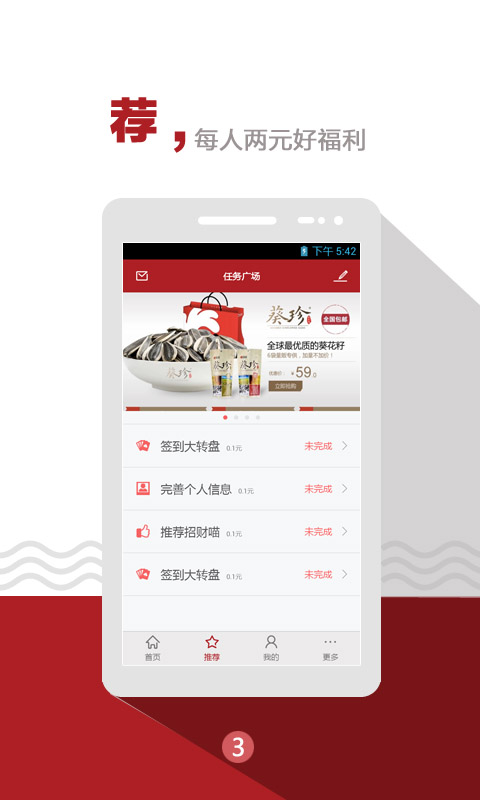 荐，每人两元好福利
下午 5:42
任务广场
葵珍
全国包邮
全球最优质的葵花籽
6袋量贩专供，加量不加价！
优惠价： ¥59.0
立即抢购
葵珍
签到大转盘 0.1元 未完成
完善个人信息 0.1元 未完成
推荐招财喵 0.1元 未完成
签到大转盘 0.1元 未完成
首页 推荐 我的 更多
3